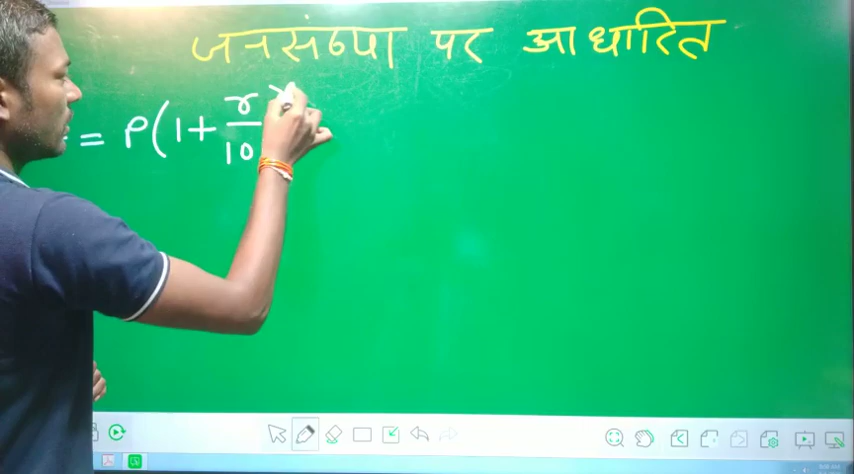 जनसंख्या पर आधारित
= P(1 + r/10